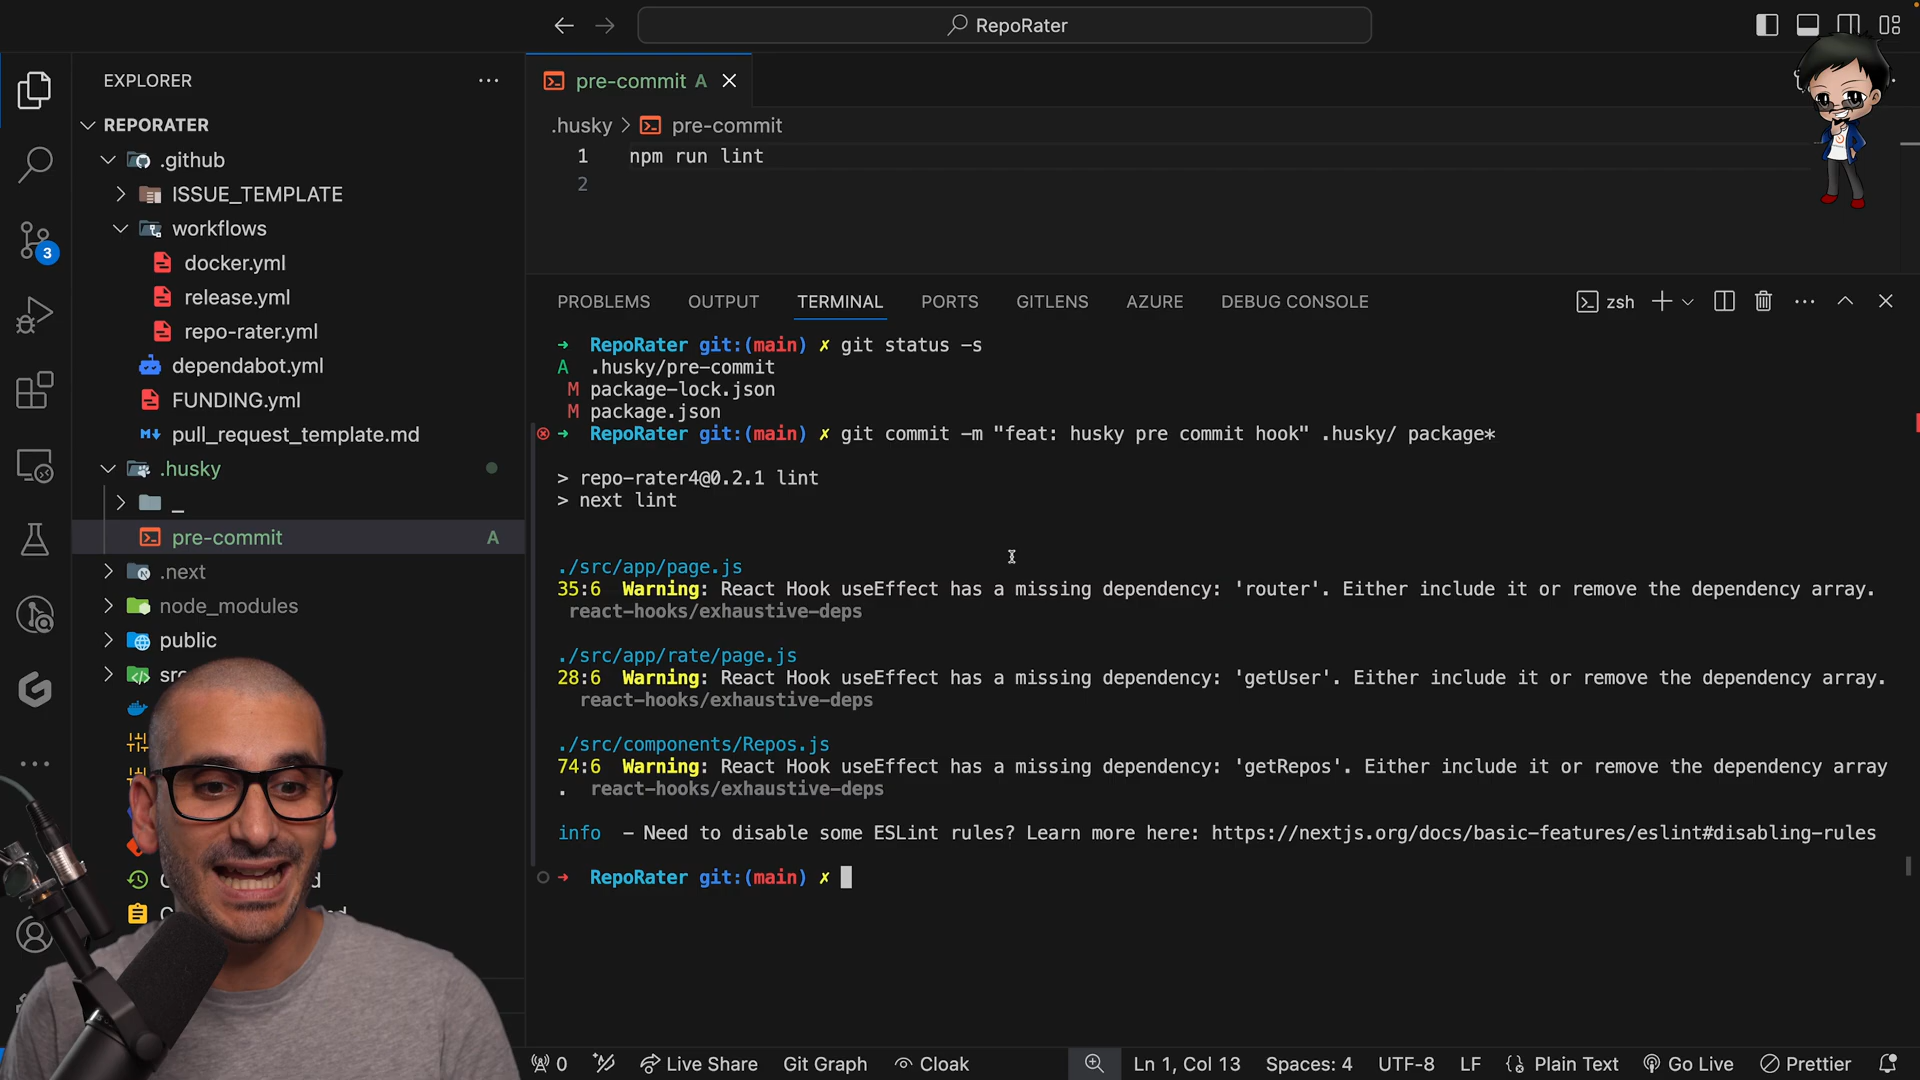 RepoRater
EXPLORER
REPORATER
.github
ISSUE_TEMPLATE
workflows
docker.yml
release.yml
repo-rater.yml
dependabot.yml
FUNDING.yml
pull_request_template.md
.husky
_
pre-commit A
.next
node_modules
public
3
pre-commit A
.husky > pre-commit
1 npm run lint
2
PROBLEMS OUTPUT TERMINAL PORTS GITLENS AZURE DEBUG CONSOLE
zsh
➜ RepoRater git:(main) ✗ git status -s
A .husky/pre-commit
M package-lock.json
M package.json
➜ RepoRater git:(main) ✗ git commit -m "feat: husky pre commit hook" .husky/ package*
> repo-rater4@0.2.1 lint
> next lint
./src/app/page.js
35:6 Warning: React Hook useEffect has a missing dependency: 'router'. Either include it or remove the dependency array.
react-hooks/exhaustive-deps
./src/app/rate/page.js
28:6 Warning: React Hook useEffect has a missing dependency: 'getUser'. Either include it or remove the dependency array.
react-hooks/exhaustive-deps
./src/components/Repos.js
74:6 Warning: React Hook useEffect has a missing dependency: 'getRepos'. Either include it or remove the dependency array
. react-hooks/exhaustive-deps
info - Need to disable some ESLint rules? Learn more here: https://nextjs.org/docs/basic-features/eslint#disabling-rules
➜ RepoRater git:(main) ✗
0 Live Share Git Graph Cloak Ln 1, Col 13 Spaces: 4 UTF-8 LF Plain Text Go Live Prettier